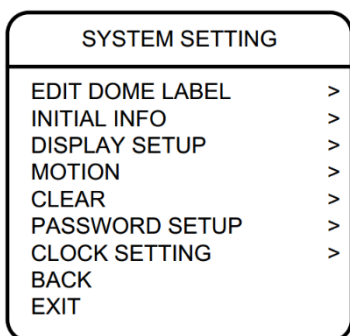 SYSTEM SETTING
EDIT DOME LABEL >
INITIAL INFO >
DISPLAY SETUP >
MOTION >
CLEAR >
PASSWORD SETUP >
CLOCK SETTING >
BACK
EXIT